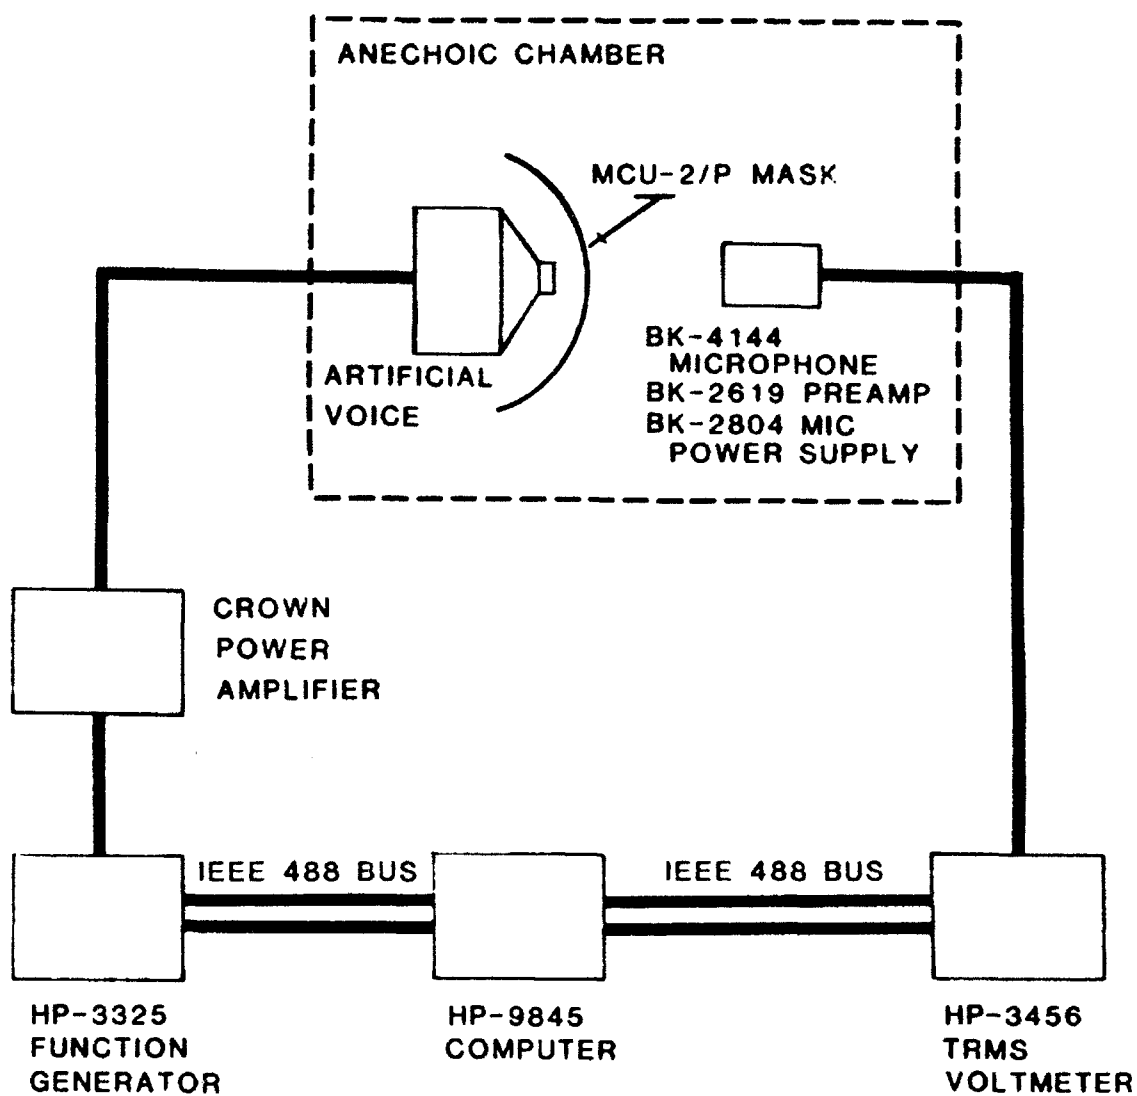 ANECHOIC CHAMBER
MCU-2/P MASK
ARTIFICIAL
VOICE
BK-4144
MICROPHONE
BK-2619 PREAMP
BK-2804 MIC
POWER SUPPLY
CROWN
POWER
AMPLIFIER
IEEE 488 BUS
IEEE 488 BUS
HP-3325
FUNCTION
GENERATOR
HP-9845
COMPUTER
HP-3456
TRMS
VOLTMETER